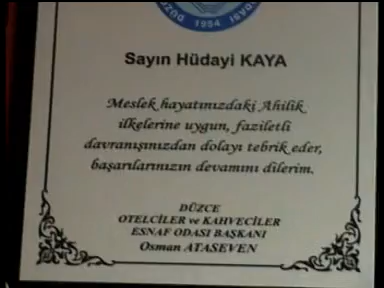 1954
Sayın Hüdayi KAYA
Meslek hayatınızdaki Ahilik
ilkelerine uygun, faziletli
davranışınızdan dolayı tebrik eder,
başarılarınızın devamını dilerim.
DÜZCE
OTELCİLER ve KAHVECİLER
ESNAF ODASI BAŞKANI
Osman ATASEVEN